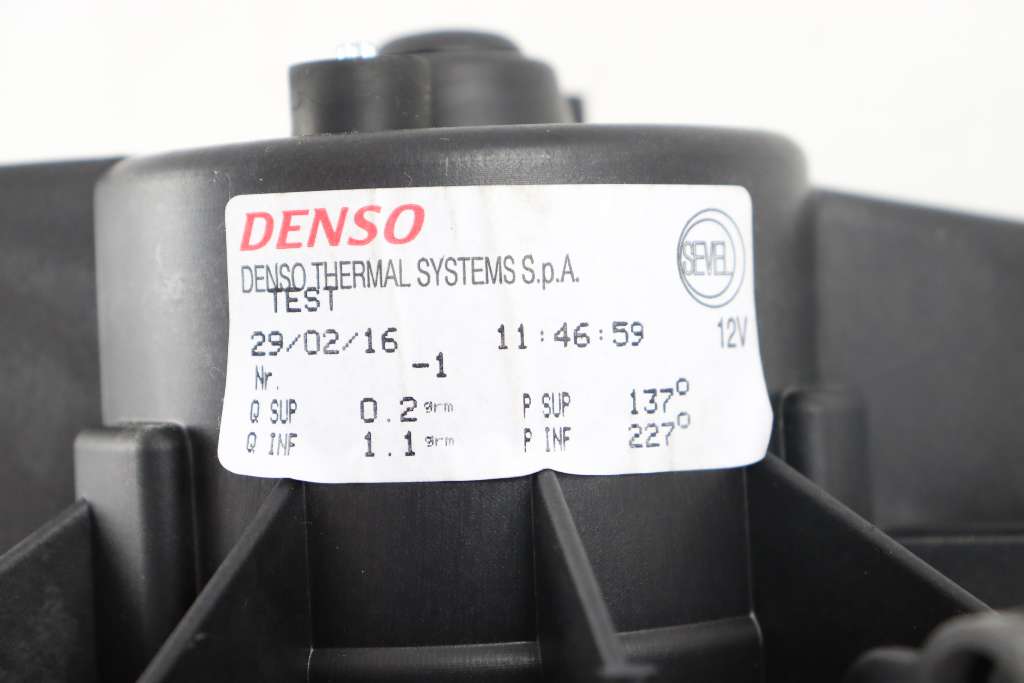 DENSO
DENSO THERMAL SYSTEMS S.p.A.
SEVEL
TEST
29/02/16 11:46:59 12V
Nr. -1
Q SUP 0.2 grm P SUP 137°
Q INF 1.1 grm P INF 227°